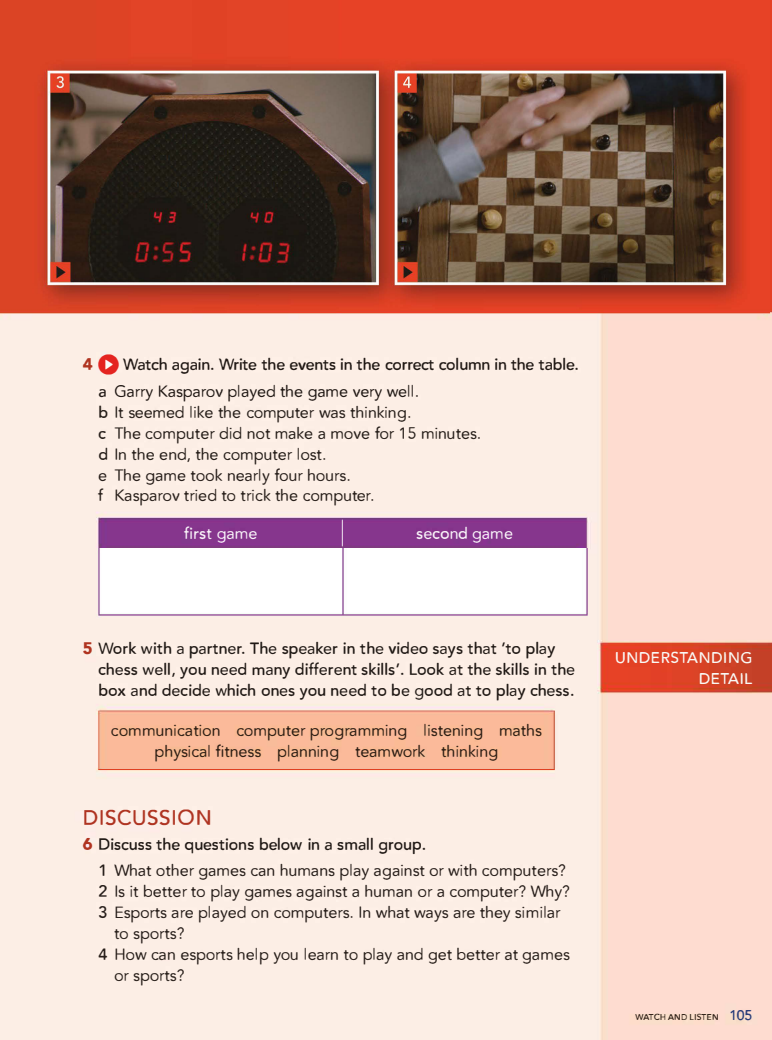 3
4
43 40
0:55 1:03
4 Watch again. Write the events in the correct column in the table.
a Garry Kasparov played the game very well.
b It seemed like the computer was thinking.
c The computer did not make a move for 15 minutes.
d In the end, the computer lost.
e The game took nearly four hours.
f Kasparov tried to trick the computer.
first game second game
5 Work with a partner. The speaker in the video says that ‘to play
chess well, you need many different skills’. Look at the skills in the
box and decide which ones you need to be good at to play chess.
UNDERSTANDING
DETAIL
communication computer programming listening maths
physical fitness planning teamwork thinking
DISCUSSION
6 Discuss the questions below in a small group.
1 What other games can humans play against or with computers?
2 Is it better to play games against a human or a computer? Why?
3 Esports are played on computers. In what ways are they similar
to sports?
4 How can esports help you learn to play and get better at games
or sports?
WATCH AND LISTEN 105